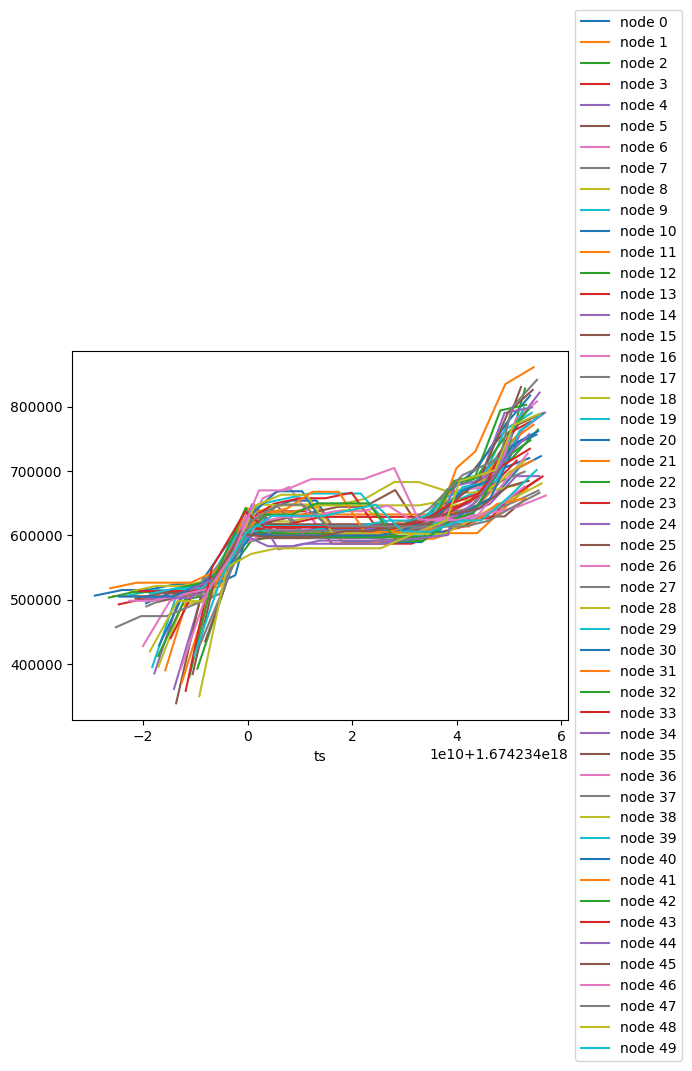 node 0
node 1
node 2
node 3
node 4
node 5
node 6
node 7
node 8
node 9
node 10
node 11
node 12
node 13
node 14
node 15
node 16
node 17
node 18
node 19
node 20
node 21
node 22
node 23
node 24
node 25
node 26
node 27
node 28
node 29
node 30
node 31
node 32
node 33
node 34
node 35
node 36
node 37
node 38
node 39
node 40
node 41
node 42
node 43
node 44
node 45
node 46
node 47
node 48
node 49
800000
700000
600000
500000
400000
−2 0 2 4 6
ts
1e10+1.674234e18